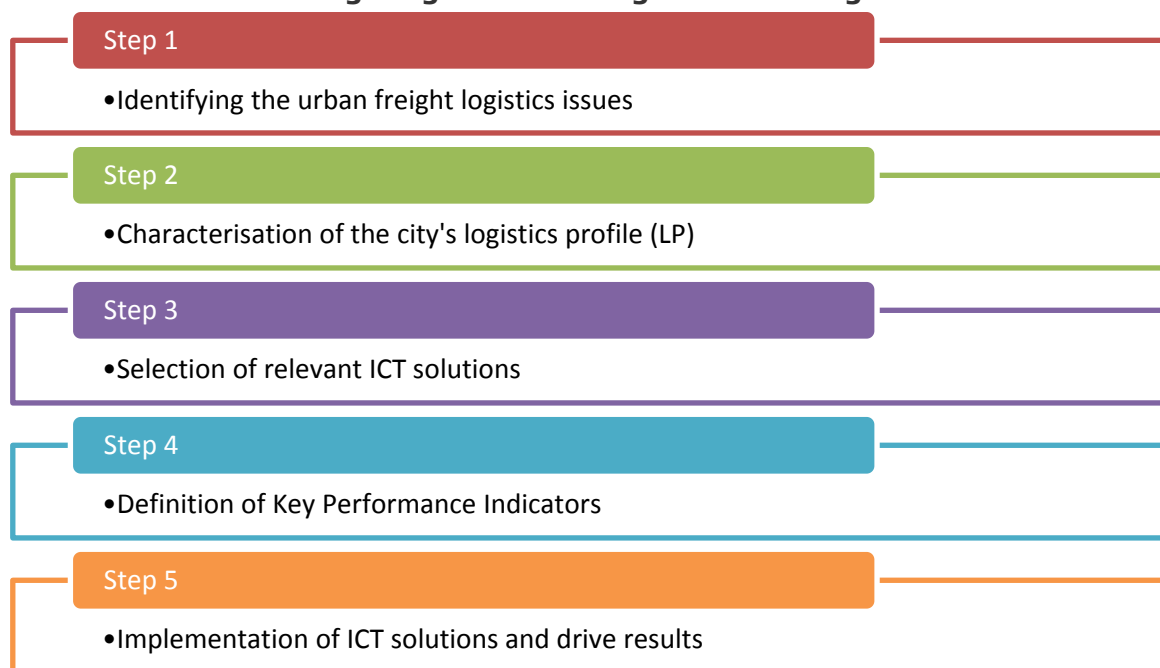 Step 1
•Identifying the urban freight logistics issues
Step 2
•Characterisation of the city's logistics profile (LP)
Step 3
•Selection of relevant ICT solutions
Step 4
•Definition of Key Performance Indicators
Step 5
•Implementation of ICT solutions and drive results